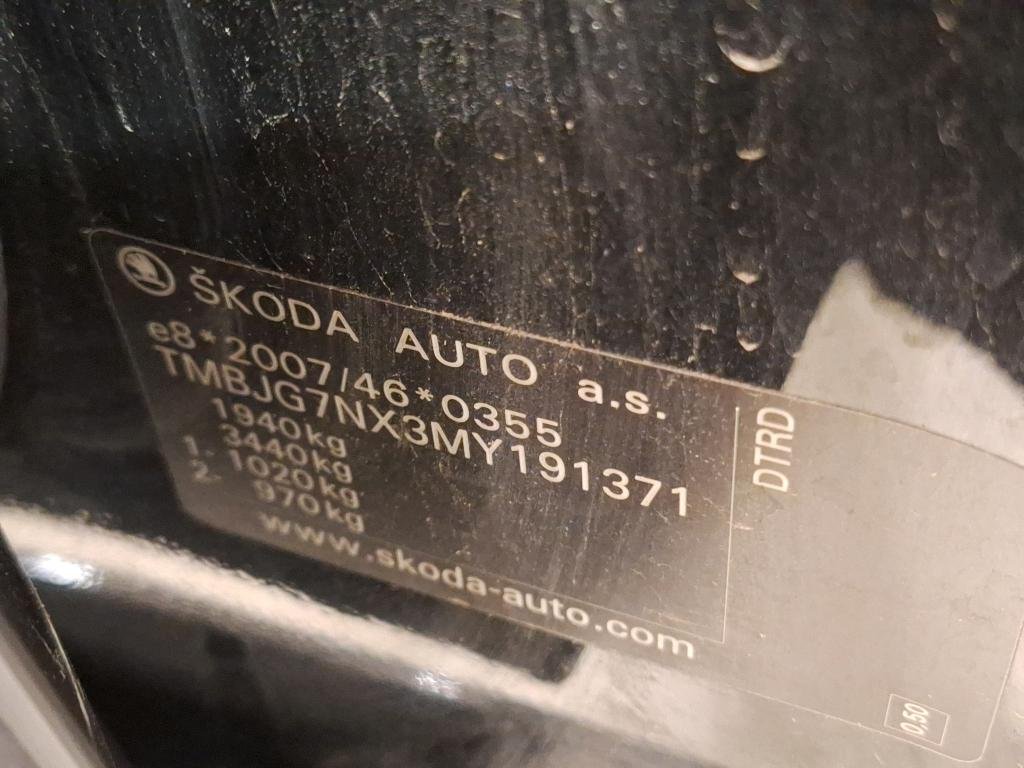 ŠKODA AUTO a.s.
e8*2007/46*0355
TMBJG7NX3MY191371
1940kg
3440kg
1. 1020kg
2. 970kg
www.skoda-auto.com
DTRD
0.50